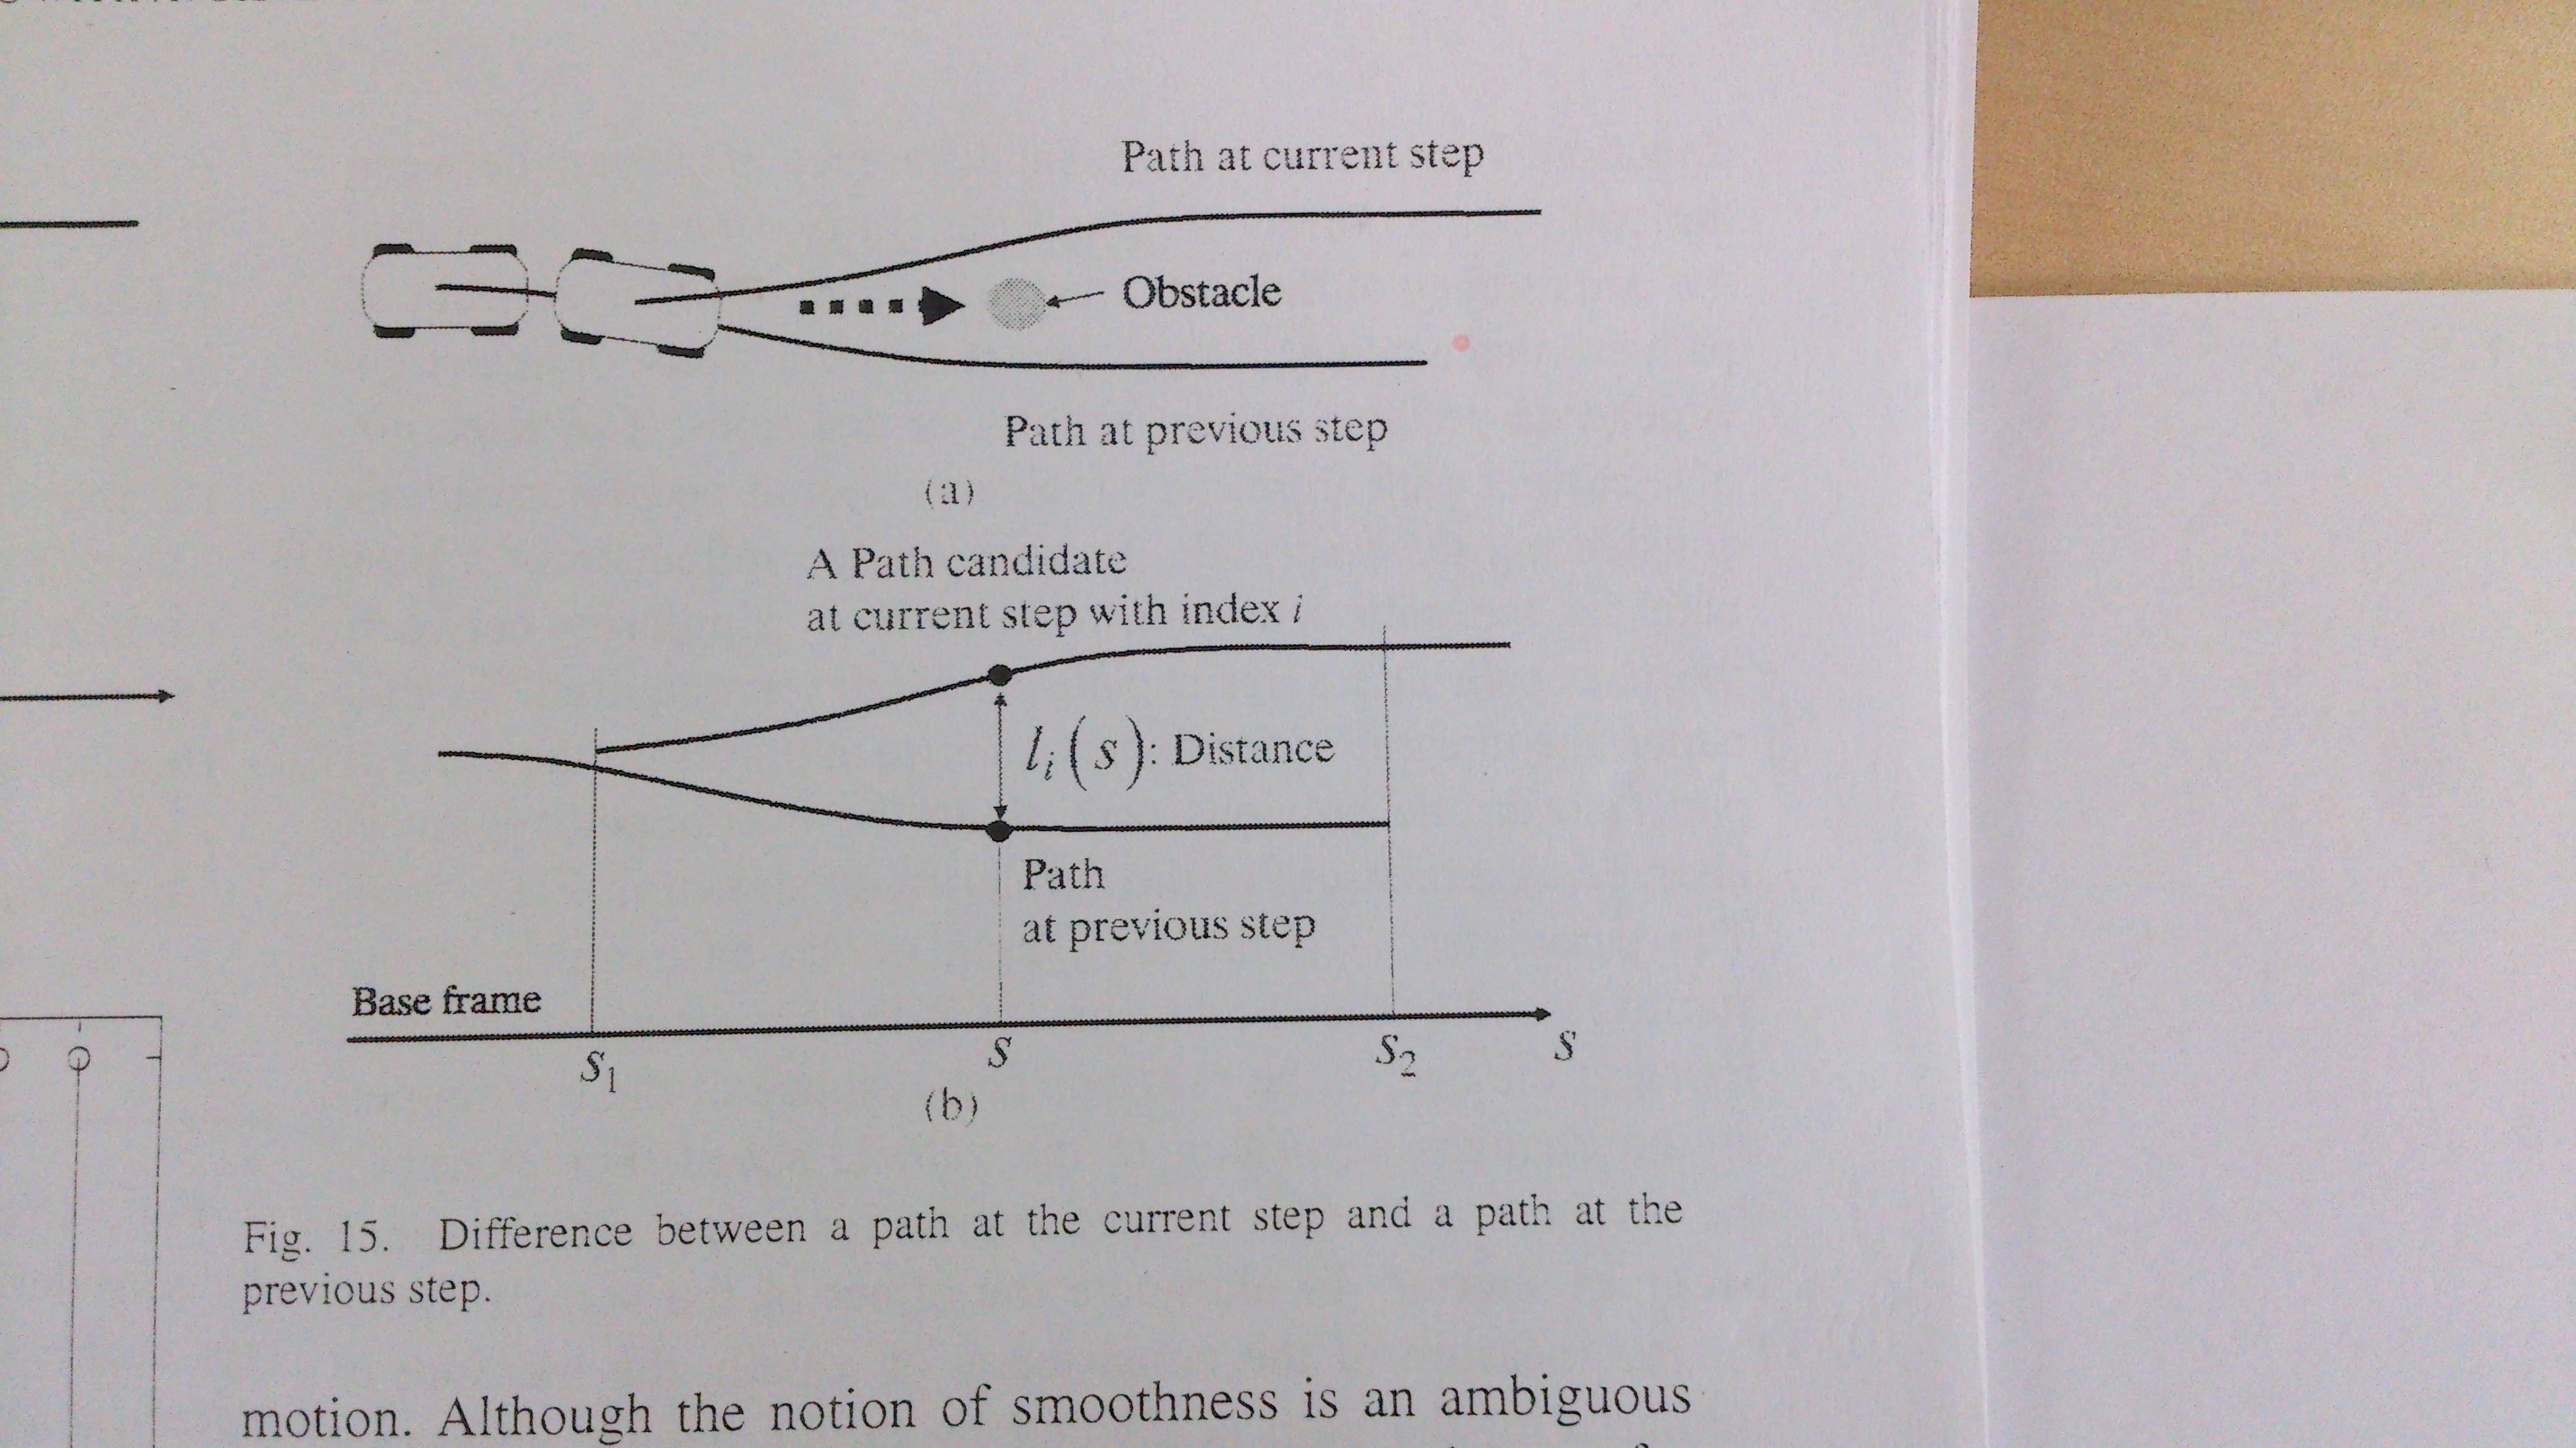 Path at current step
Obstacle
Path at previous step
(a)
A Path candidate
at current step with index i
l_i(s): Distance
Path
at previous step
Base frame
s_1
s
s_2
s
(b)
Fig. 15. Difference between a path at the current step and a path at the
previous step.
motion. Although the notion of smoothness is an ambiguous